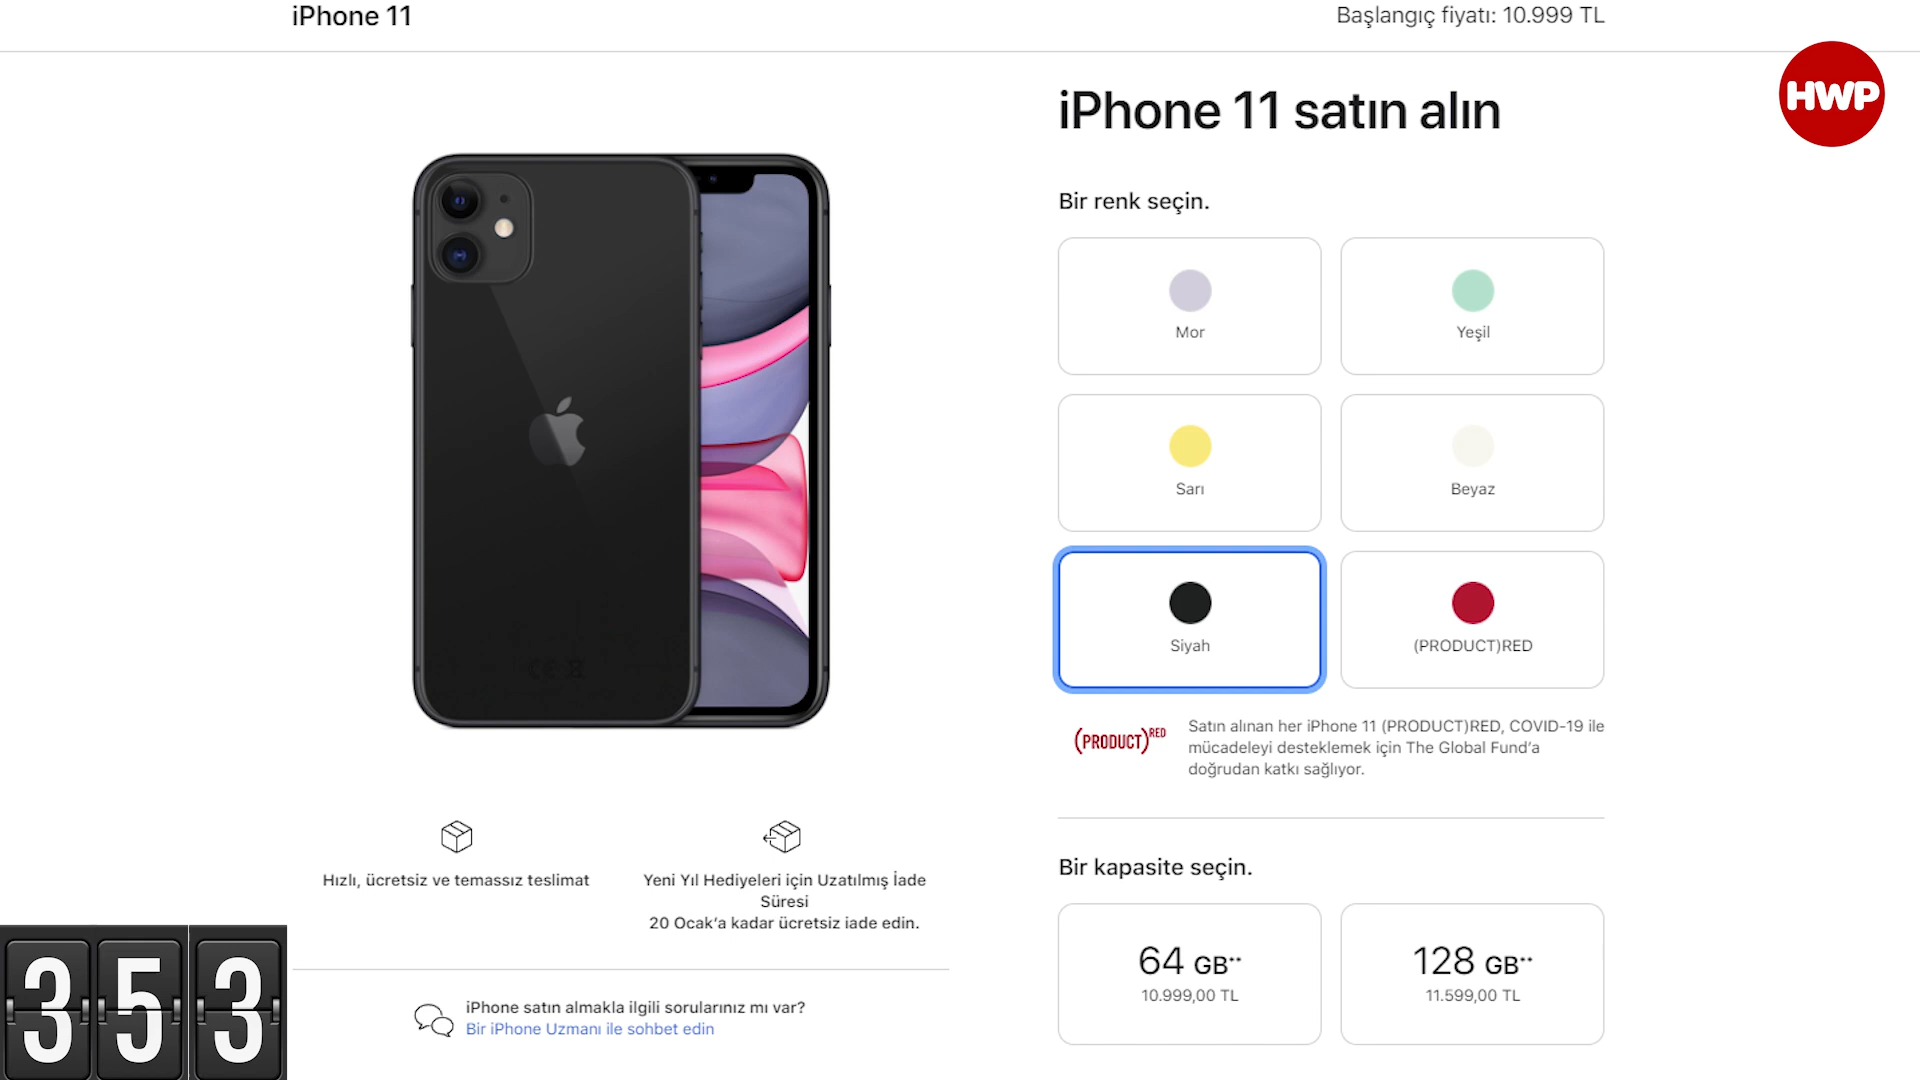 iPhone 11
Başlangıç fiyatı: 10.999 TL
HWP
iPhone 11 satın alın
Bir renk seçin.
Mor
Yeşil
Sarı
Beyaz
Siyah
(PRODUCT)RED
(PRODUCT)RED
Satın alınan her iPhone 11 (PRODUCT)RED, COVID-19 ile
mücadeleyi desteklemek için The Global Fund'a
doğrudan katkı sağlıyor.
Hızlı, ücretsiz ve temassız teslimat
Yeni Yıl Hediyeleri için Uzatılmış İade
Süresi
20 Ocak'a kadar ücretsiz iade edin.
iPhone satın almakla ilgili sorularınız mı var?
Bir iPhone Uzmanı ile sohbet edin
Bir kapasite seçin.
64 GB**
10.999,00 TL
128 GB**
11.599,00 TL
353